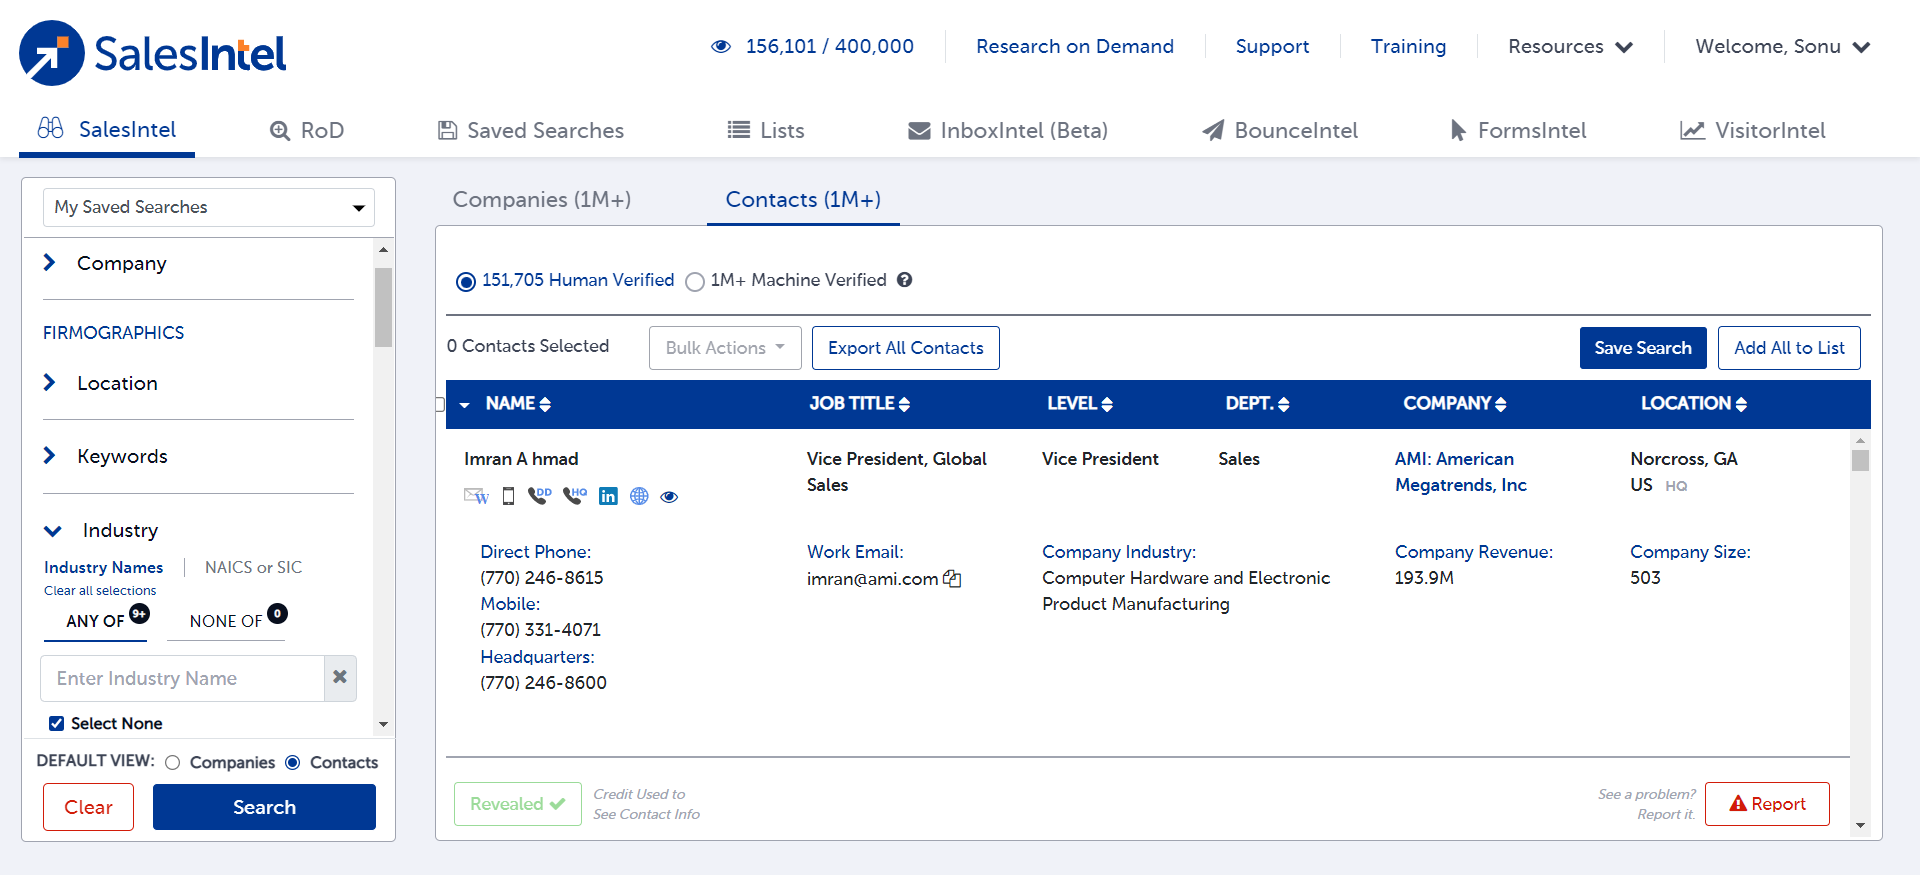 SalesIntel
156,101 / 400,000
Research on Demand
Support
Training
Resources
Welcome, Sonu
SalesIntel
RoD
Saved Searches
Lists
InboxIntel (Beta)
BounceIntel
FormsIntel
VisitorIntel
My Saved Searches
Company
FIRMOGRAPHICS
Location
Keywords
Industry
Industry Names
NAICS or SIC
Clear all selections
ANY OF 9+
NONE OF 0
Enter Industry Name
Select None
DEFAULT VIEW: Companies Contacts
Clear
Search
Companies (1M+)
Contacts (1M+)
151,705 Human Verified
1M+ Machine Verified ?
0 Contacts Selected
Bulk Actions
Export All Contacts
Save Search
Add All to List
NAME
JOB TITLE
LEVEL
DEPT.
COMPANY
LOCATION
Imran A hmad
W
DD
HQ
in
Vice President, Global
Sales
Vice President
Sales
AMI: American
Megatrends, Inc
Norcross, GA
US HQ
Direct Phone:
(770) 246-8615
Mobile:
(770) 331-4071
Headquarters:
(770) 246-8600
Work Email:
imran@ami.com
Company Industry:
Computer Hardware and Electronic
Product Manufacturing
Company Revenue:
193.9M
Company Size:
503
Revealed
Credit Used to
See Contact Info
See a problem?
Report it.
Report